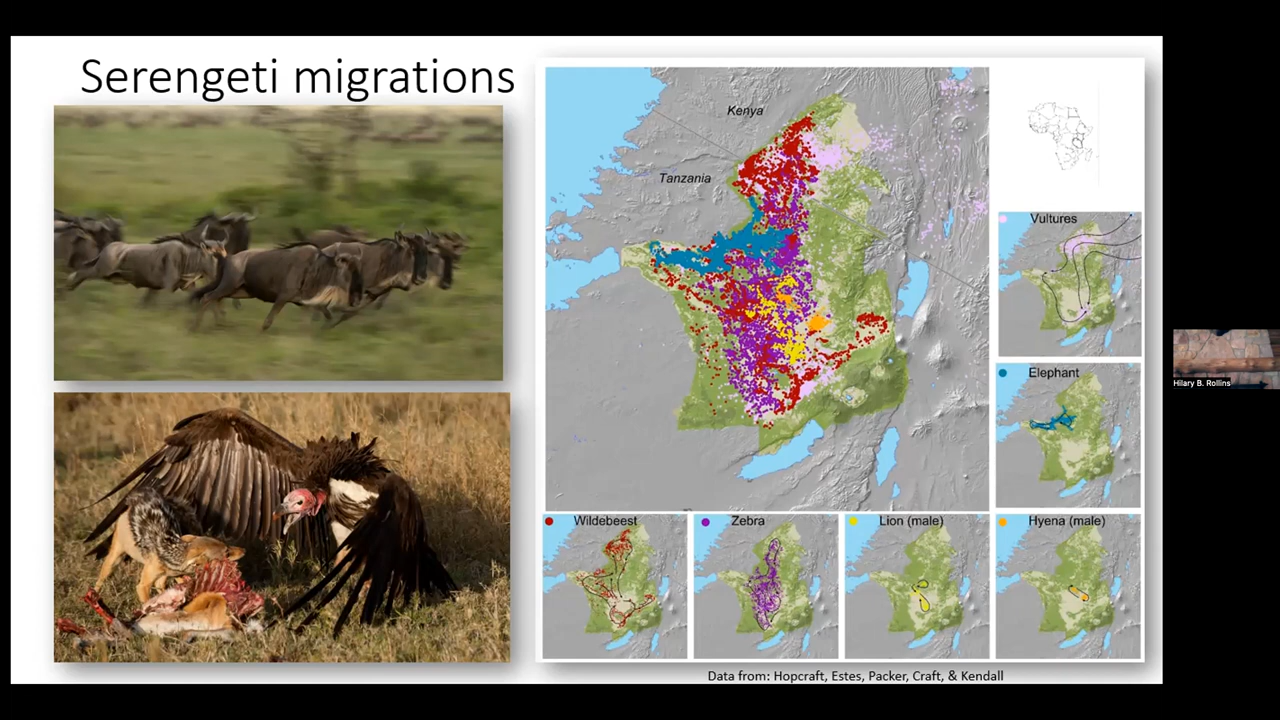 Serengeti migrations
Kenya
Tanzania
Vultures
Elephant
Wildebeest
Zebra
Lion (male)
Hyena (male)
Data from: Hopcraft, Estes, Packer, Craft, & Kendall
Hilary B. Rollins